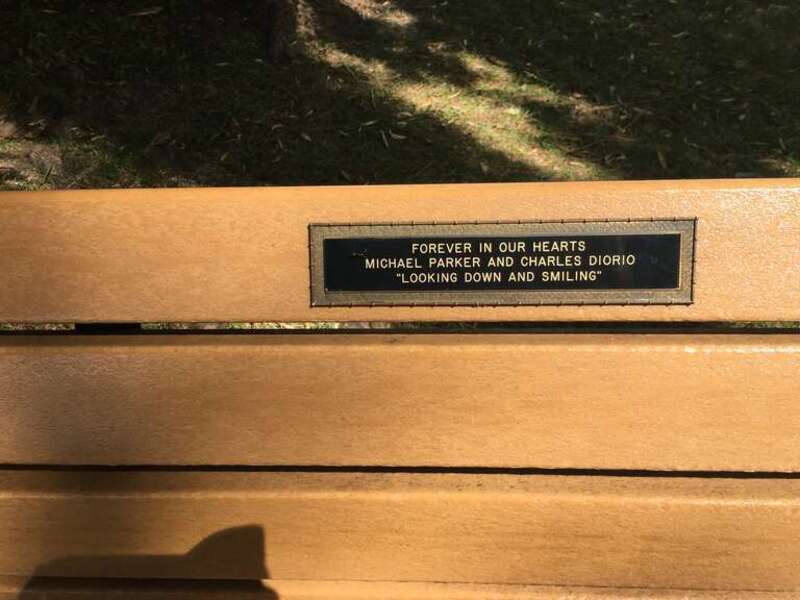 FOREVER IN OUR HEARTS
MICHAEL PARKER AND CHARLES DIORIO
"LOOKING DOWN AND SMILING"